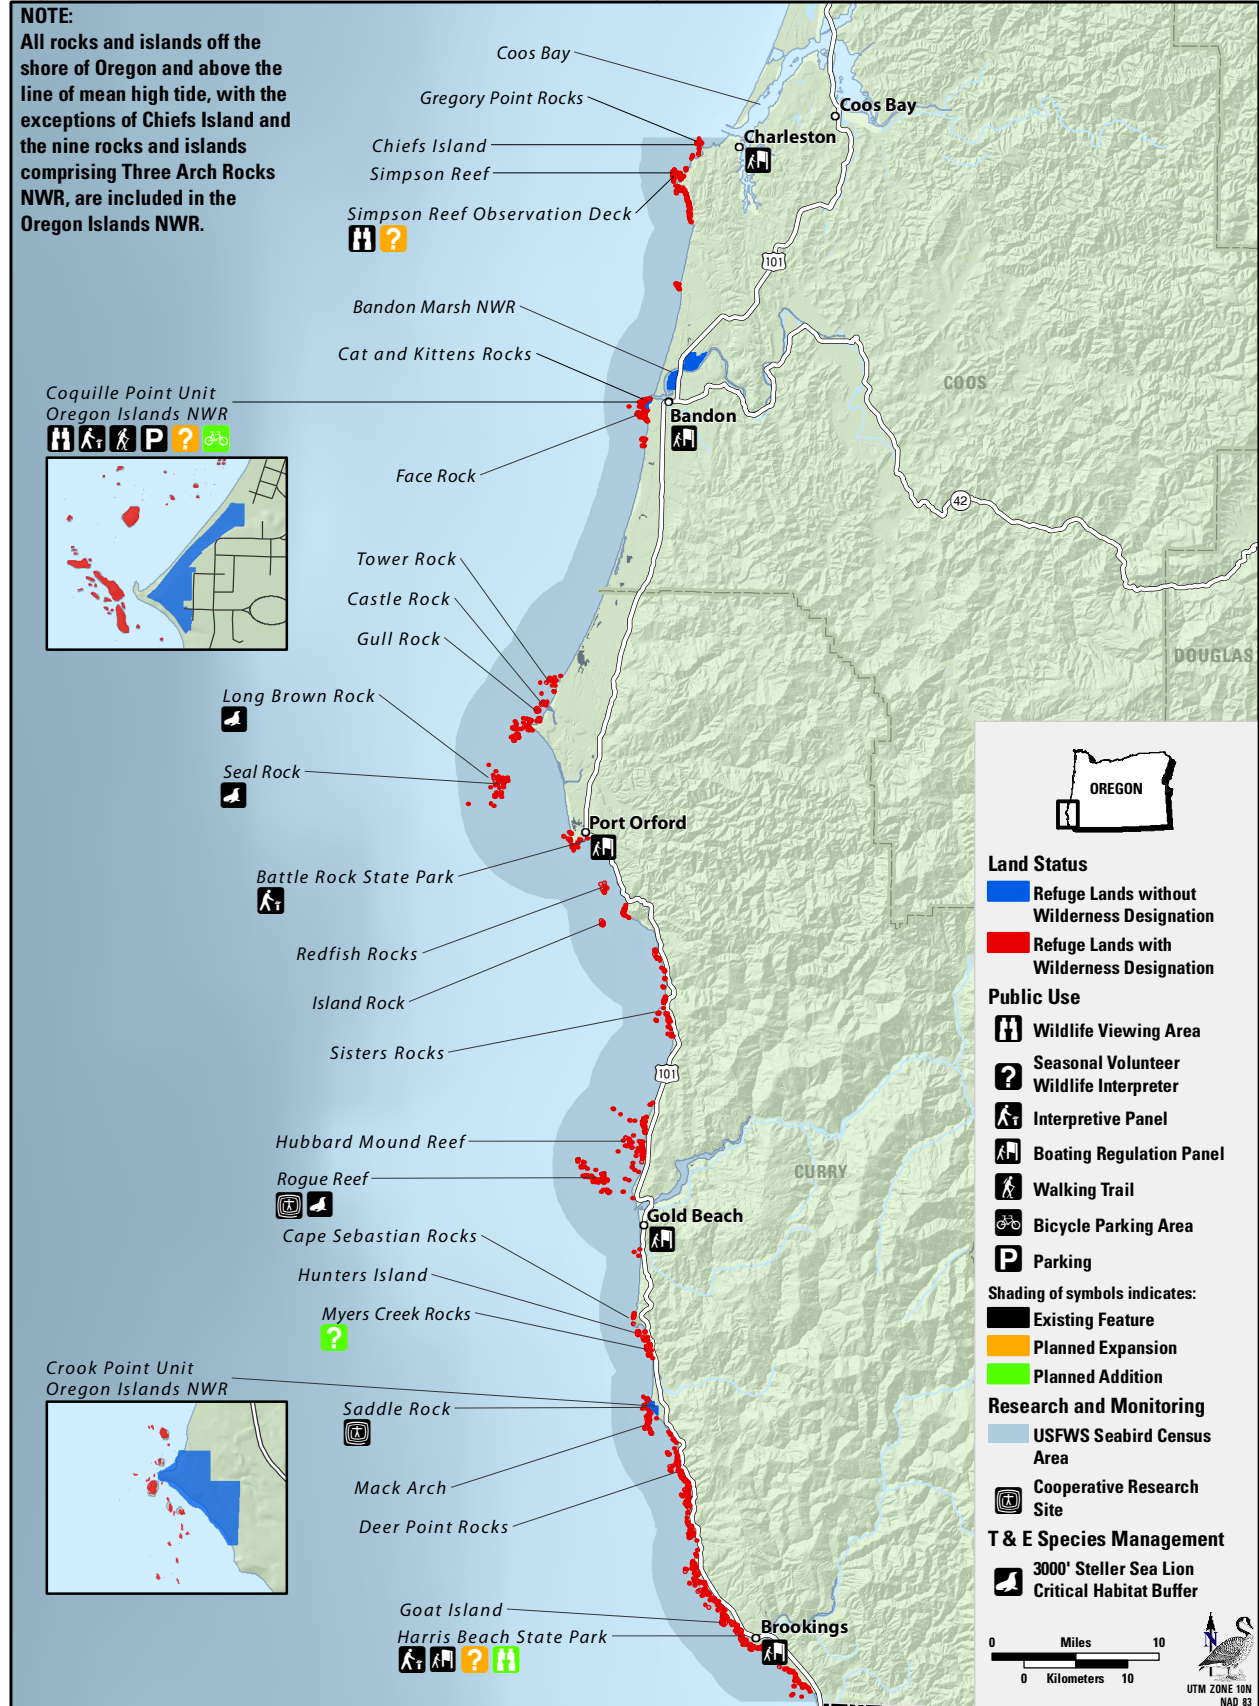 NOTE:
All rocks and islands off the
shore of Oregon and above the
line of mean high tide, with the
exceptions of Chiefs Island and
the nine rocks and islands
comprising Three Arch Rocks
NWR, are included in the
Oregon Islands NWR.
Coos Bay
Gregory Point Rocks
Coos Bay
Chiefs Island
Charleston
Simpson Reef
Simpson Reef Observation Deck
?
101
Bandon Marsh NWR
Cat and Kittens Rocks
COOS
Coquille Point Unit
Oregon Islands NWR
P ?
Bandon
Face Rock
42
Tower Rock
Castle Rock
Gull Rock
DOUGLAS
Long Brown Rock
Seal Rock
Port Orford
Battle Rock State Park
Redfish Rocks
Island Rock
Sisters Rocks
101
Hubbard Mound Reef
Rogue Reef
CURRY
Gold Beach
Cape Sebastian Rocks
Hunters Island
Myers Creek Rocks
?
Crook Point Unit
Oregon Islands NWR
Saddle Rock
Mack Arch
Deer Point Rocks
Goat Island
Harris Beach State Park
?
Brookings
OREGON
Land Status
Refuge Lands without
Wilderness Designation
Refuge Lands with
Wilderness Designation
Public Use
Wildlife Viewing Area
? Seasonal Volunteer
Wildlife Interpreter
Interpretive Panel
Boating Regulation Panel
Walking Trail
Bicycle Parking Area
P Parking
Shading of symbols indicates:
Existing Feature
Planned Expansion
Planned Addition
Research and Monitoring
USFWS Seabird Census
Area
Cooperative Research
Site
T & E Species Management
3000' Steller Sea Lion
Critical Habitat Buffer
0 Miles 10
0 Kilometers 10
N
UTM ZONE 10N
NAD 83